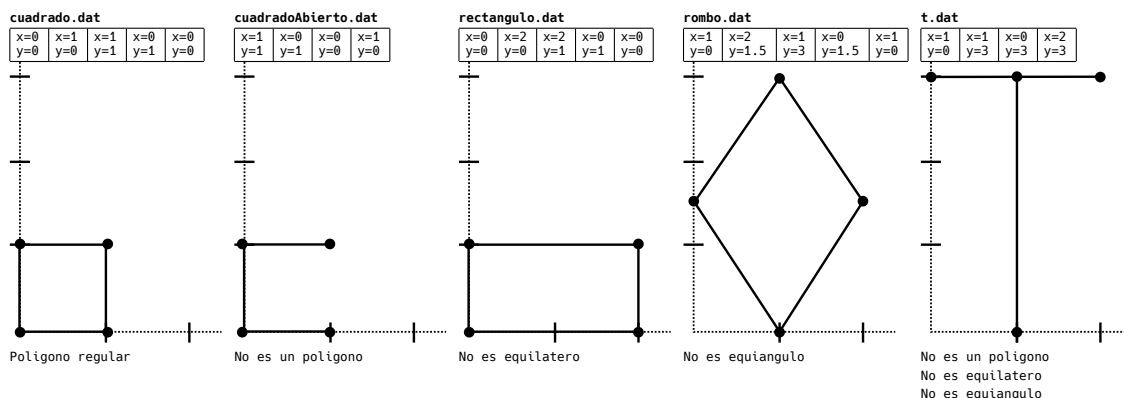 cuadrado.dat
x=0 x=1 x=1 x=0 x=0
y=0 y=0 y=1 y=1 y=0
Poligono regular
cuadradoAbierto.dat
x=1 x=0 x=0 x=1
y=1 y=1 y=0 y=0
No es un poligono
rectangulo.dat
x=0 x=2 x=2 x=0 x=0
y=0 y=0 y=1 y=1 y=0
No es equilatero
rombo.dat
x=1 x=2 x=1 x=0 x=1
y=0 y=1.5 y=3 y=1.5 y=0
No es equiangulo
t.dat
x=1 x=1 x=0 x=2
y=0 y=3 y=3 y=3
No es un poligono
No es equilatero
No es equiangulo